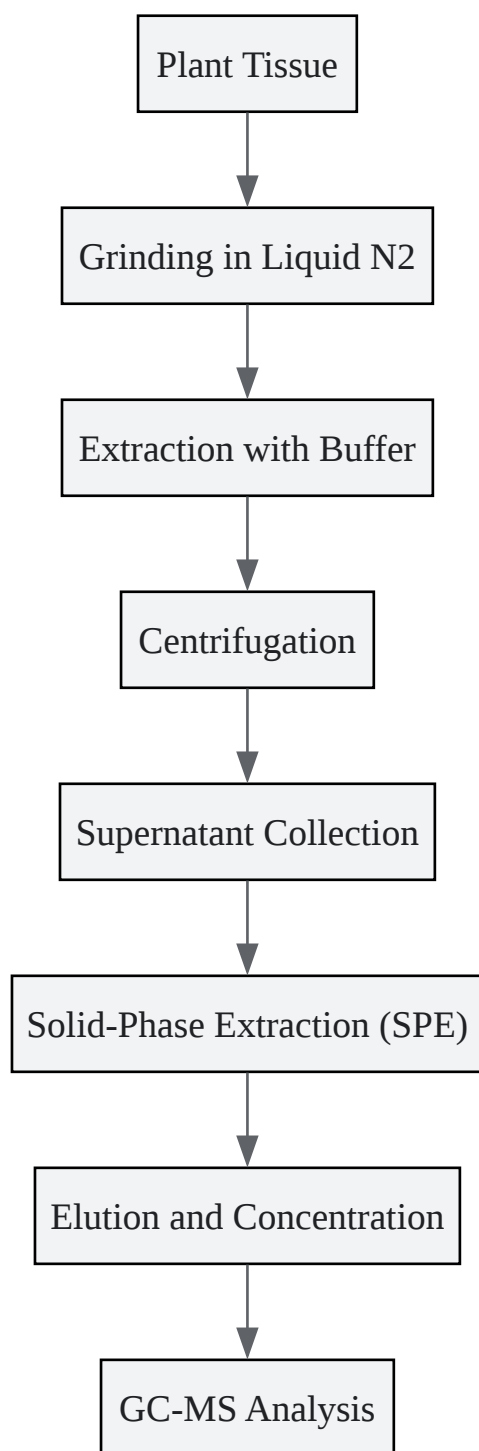 Plant Tissue
Grinding in Liquid N2
Extraction with Buffer
Centrifugation
Supernatant Collection
Solid-Phase Extraction (SPE)
Elution and Concentration
GC-MS Analysis